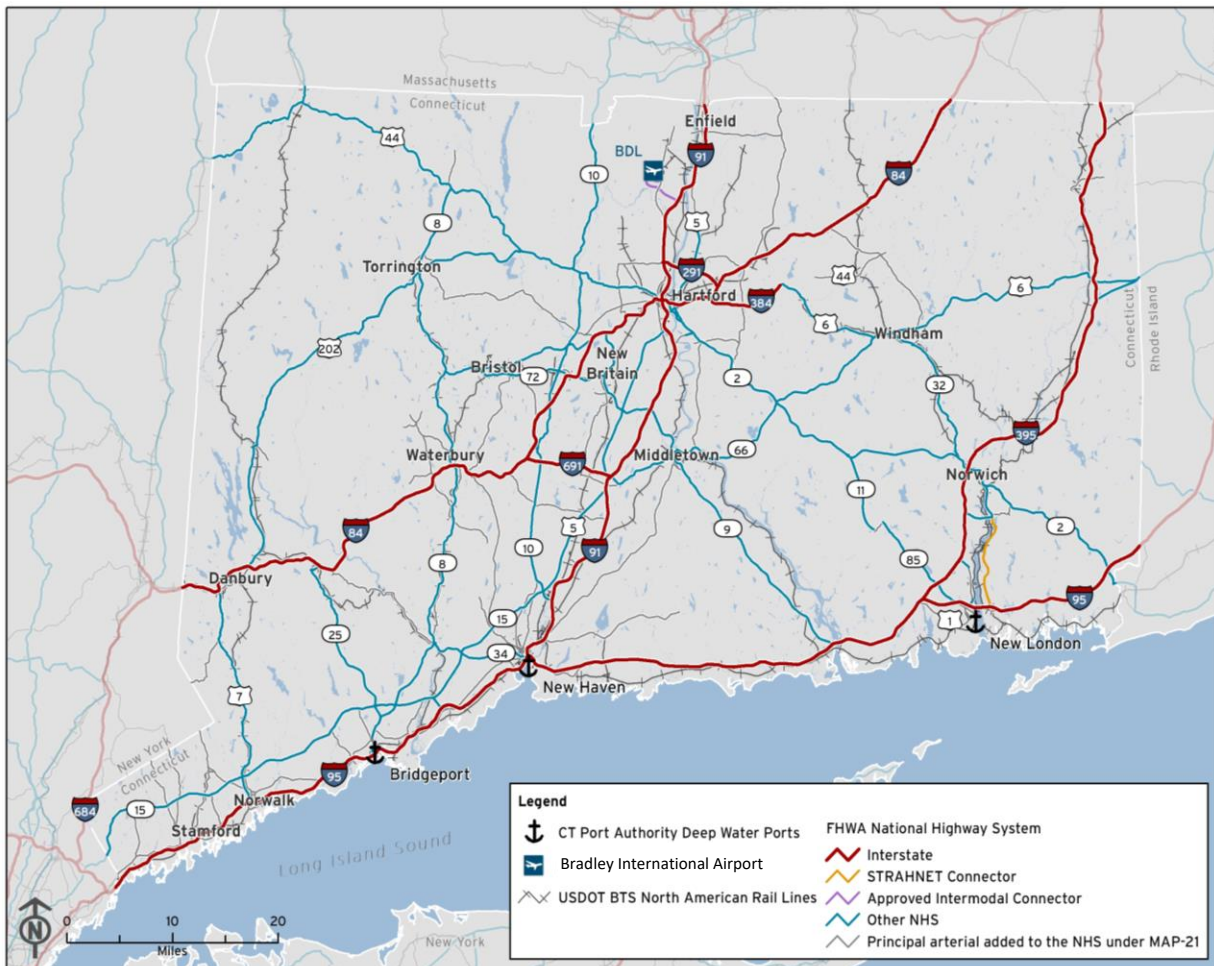 Massachusetts
Connecticut
Enfield
44
91
BDL
10
84
8
5
Torrington
291
44
Hartford
6
384
Connecticut
Rhode Island
6
Windham
202
New
Britain
Bristol
72
2
32
395
Waterbury
691
Middletown
66
Norwich
11
84
5
10
91
9
2
8
85
Danbury
15
95
25
1
34
New London
New Haven
7
New York
Connecticut
95
Bridgeport
684
15
Norwalk
Stamford
Long Island Sound
New York
N
0 10 20
Miles
Legend
CT Port Authority Deep Water Ports
Bradley International Airport
USDOT BTS North American Rail Lines
FHWA National Highway System
Interstate
STRAHNET Connector
Approved Intermodal Connector
Other NHS
Principal arterial added to the NHS under MAP-21